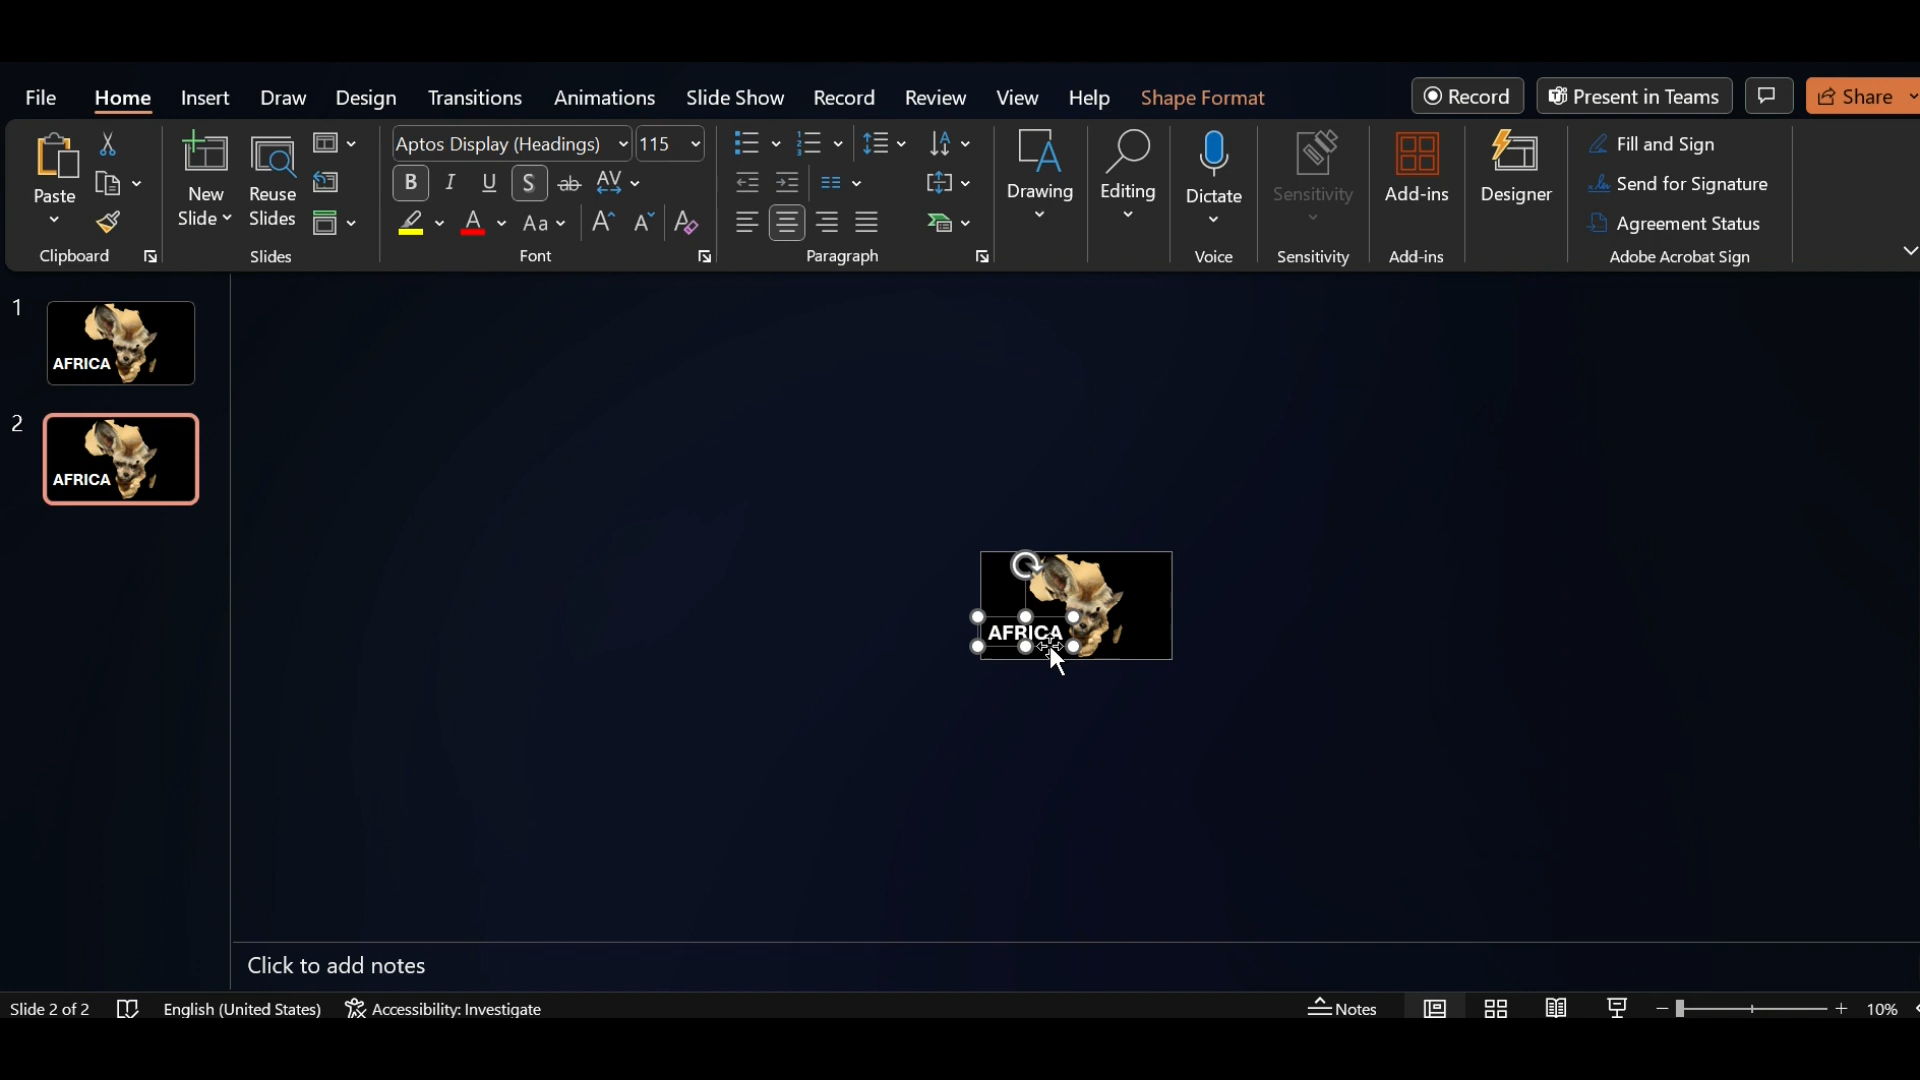 File Home Insert Draw Design Transitions Animations Slide Show Record Review View Help Shape Format Record Present in Teams Share
Paste
Clipboard
New
Slide
Reuse
Slides
Slides
Aptos Display (Headings) 115
B I U S ab AV
A Aa A A A
Font
Paragraph
Drawing
Editing
Dictate
Voice
Sensitivity
Sensitivity
Add-ins
Add-ins
Designer
Fill and Sign
Send for Signature
Agreement Status
Adobe Acrobat Sign
1
AFRICA
2
AFRICA
AFRICA
Click to add notes
Slide 2 of 2 English (United States) Accessibility: Investigate Notes 10%